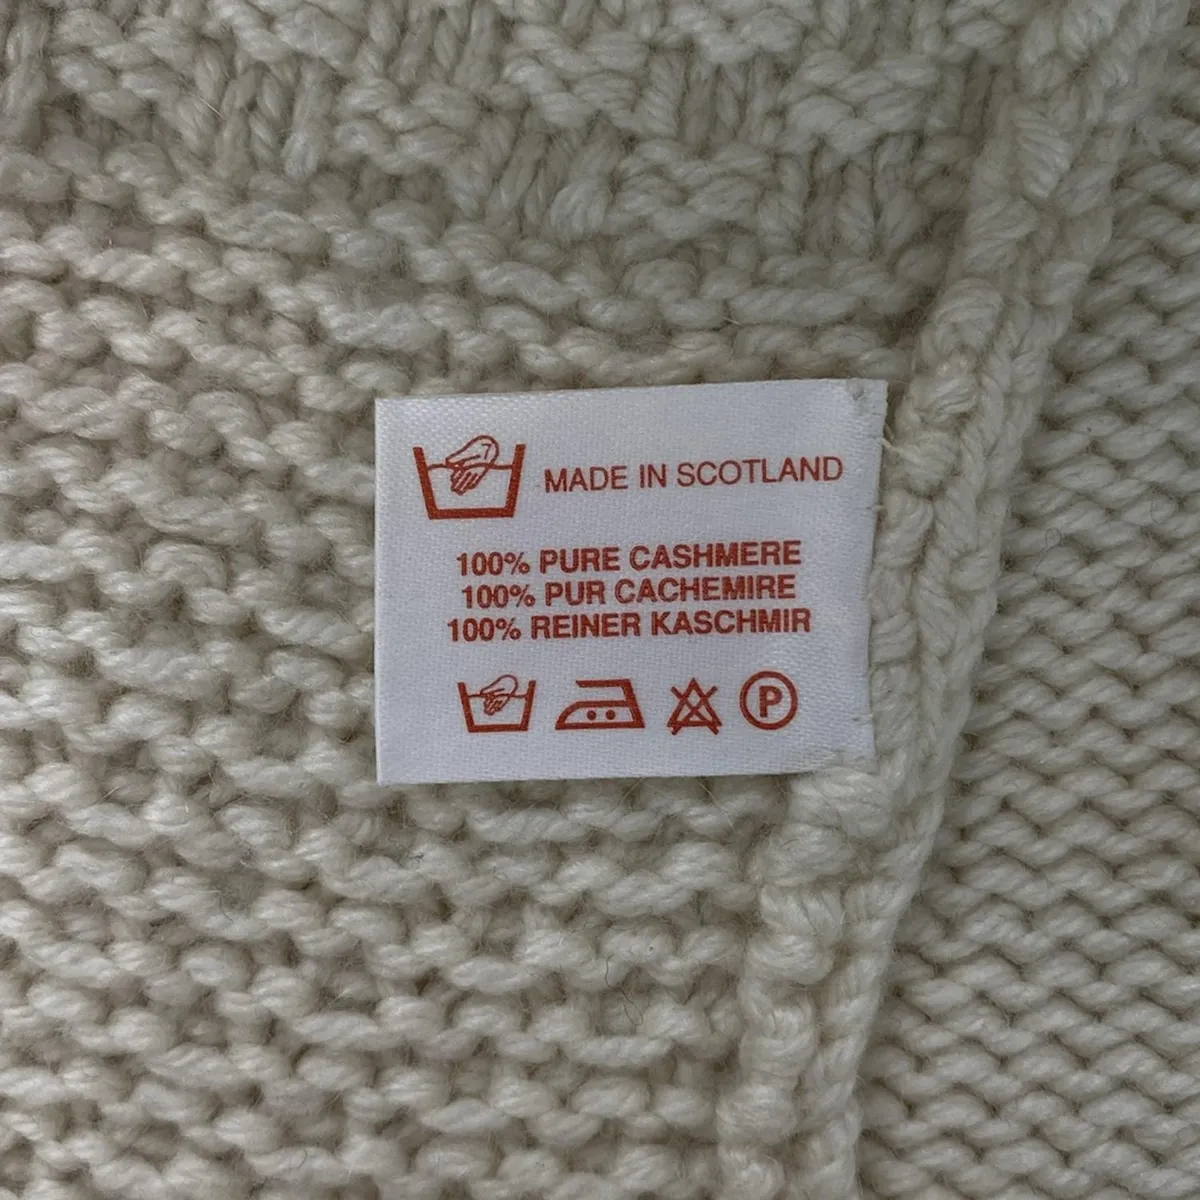 MADE IN SCOTLAND
100% PURE CASHMERE
100% PUR CACHEMIRE
100% REINER KASCHMIR
P